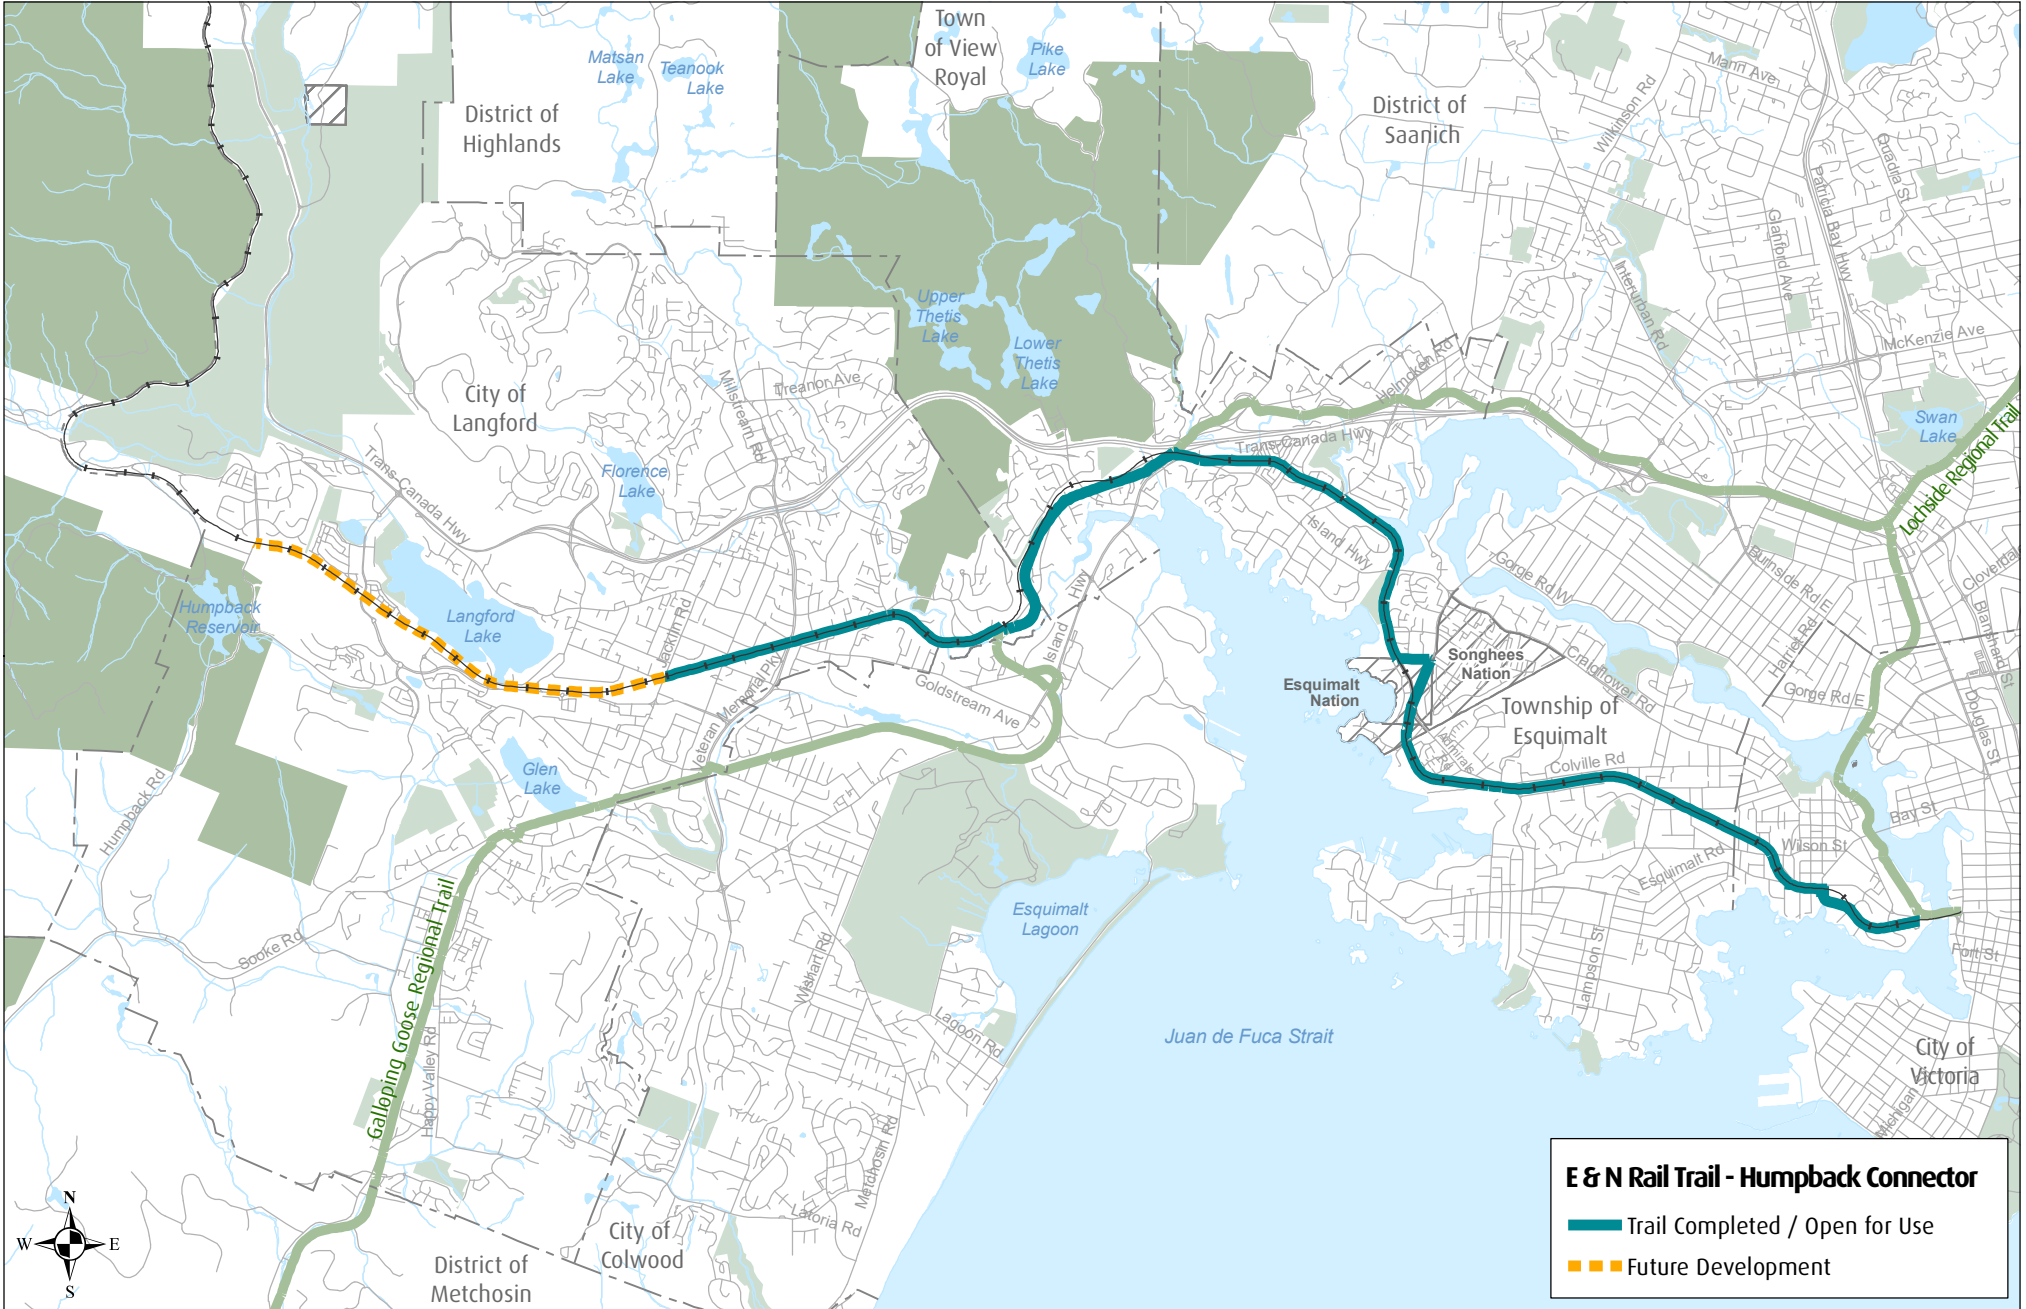 Town
of View
Royal
Pike
Lake
Matsan
Lake
Teanook
Lake
District of
Highlands
District of
Saanich
Mann Ave
Wilkinson Rd
Quadra St
Patricia Bay Hwy
Glanford Ave
Interurban Rd
McKenzie Ave
Upper
Thetis
Lake
Lower
Thetis
Lake
Helmcken Rd
City of
Langford
Millstream Rd
Treanor Ave
Trans-Canada Hwy
Trans-Canada Hwy
Florence
Lake
Swan
Lake
Lochside Regional Trail
Island Hwy
Island Hwy
Gorge Rd W
Burnside Rd E
Cloverdale
Harriet Rd
Blanshard St
Humpback
Reservoir
Langford
Lake
Jacklin Rd
Veteran Memorial Pky
Goldstream Ave
Songhees
Nation
Esquimalt
Nation
Craigflower Rd
Gorge Rd E
Douglas St
Township of
Esquimalt
Admirals
Rd
Colville Rd
Glen
Lake
Humpback Rd
Bay St
Wilson St
Esquimalt Rd
Galloping Goose Regional Trail
Sooke Rd
Esquimalt
Lagoon
Wishart Rd
Lampson St
Fort St
Lagoon Rd
Happy Valley Rd
Juan de Fuca Strait
City of
Victoria
Michigan
Metchosin Rd
Latoria Rd
City of
Colwood
District of
Metchosin
N
W
E
S
E & N Rail Trail - Humpback Connector
Trail Completed / Open for Use
Future Development